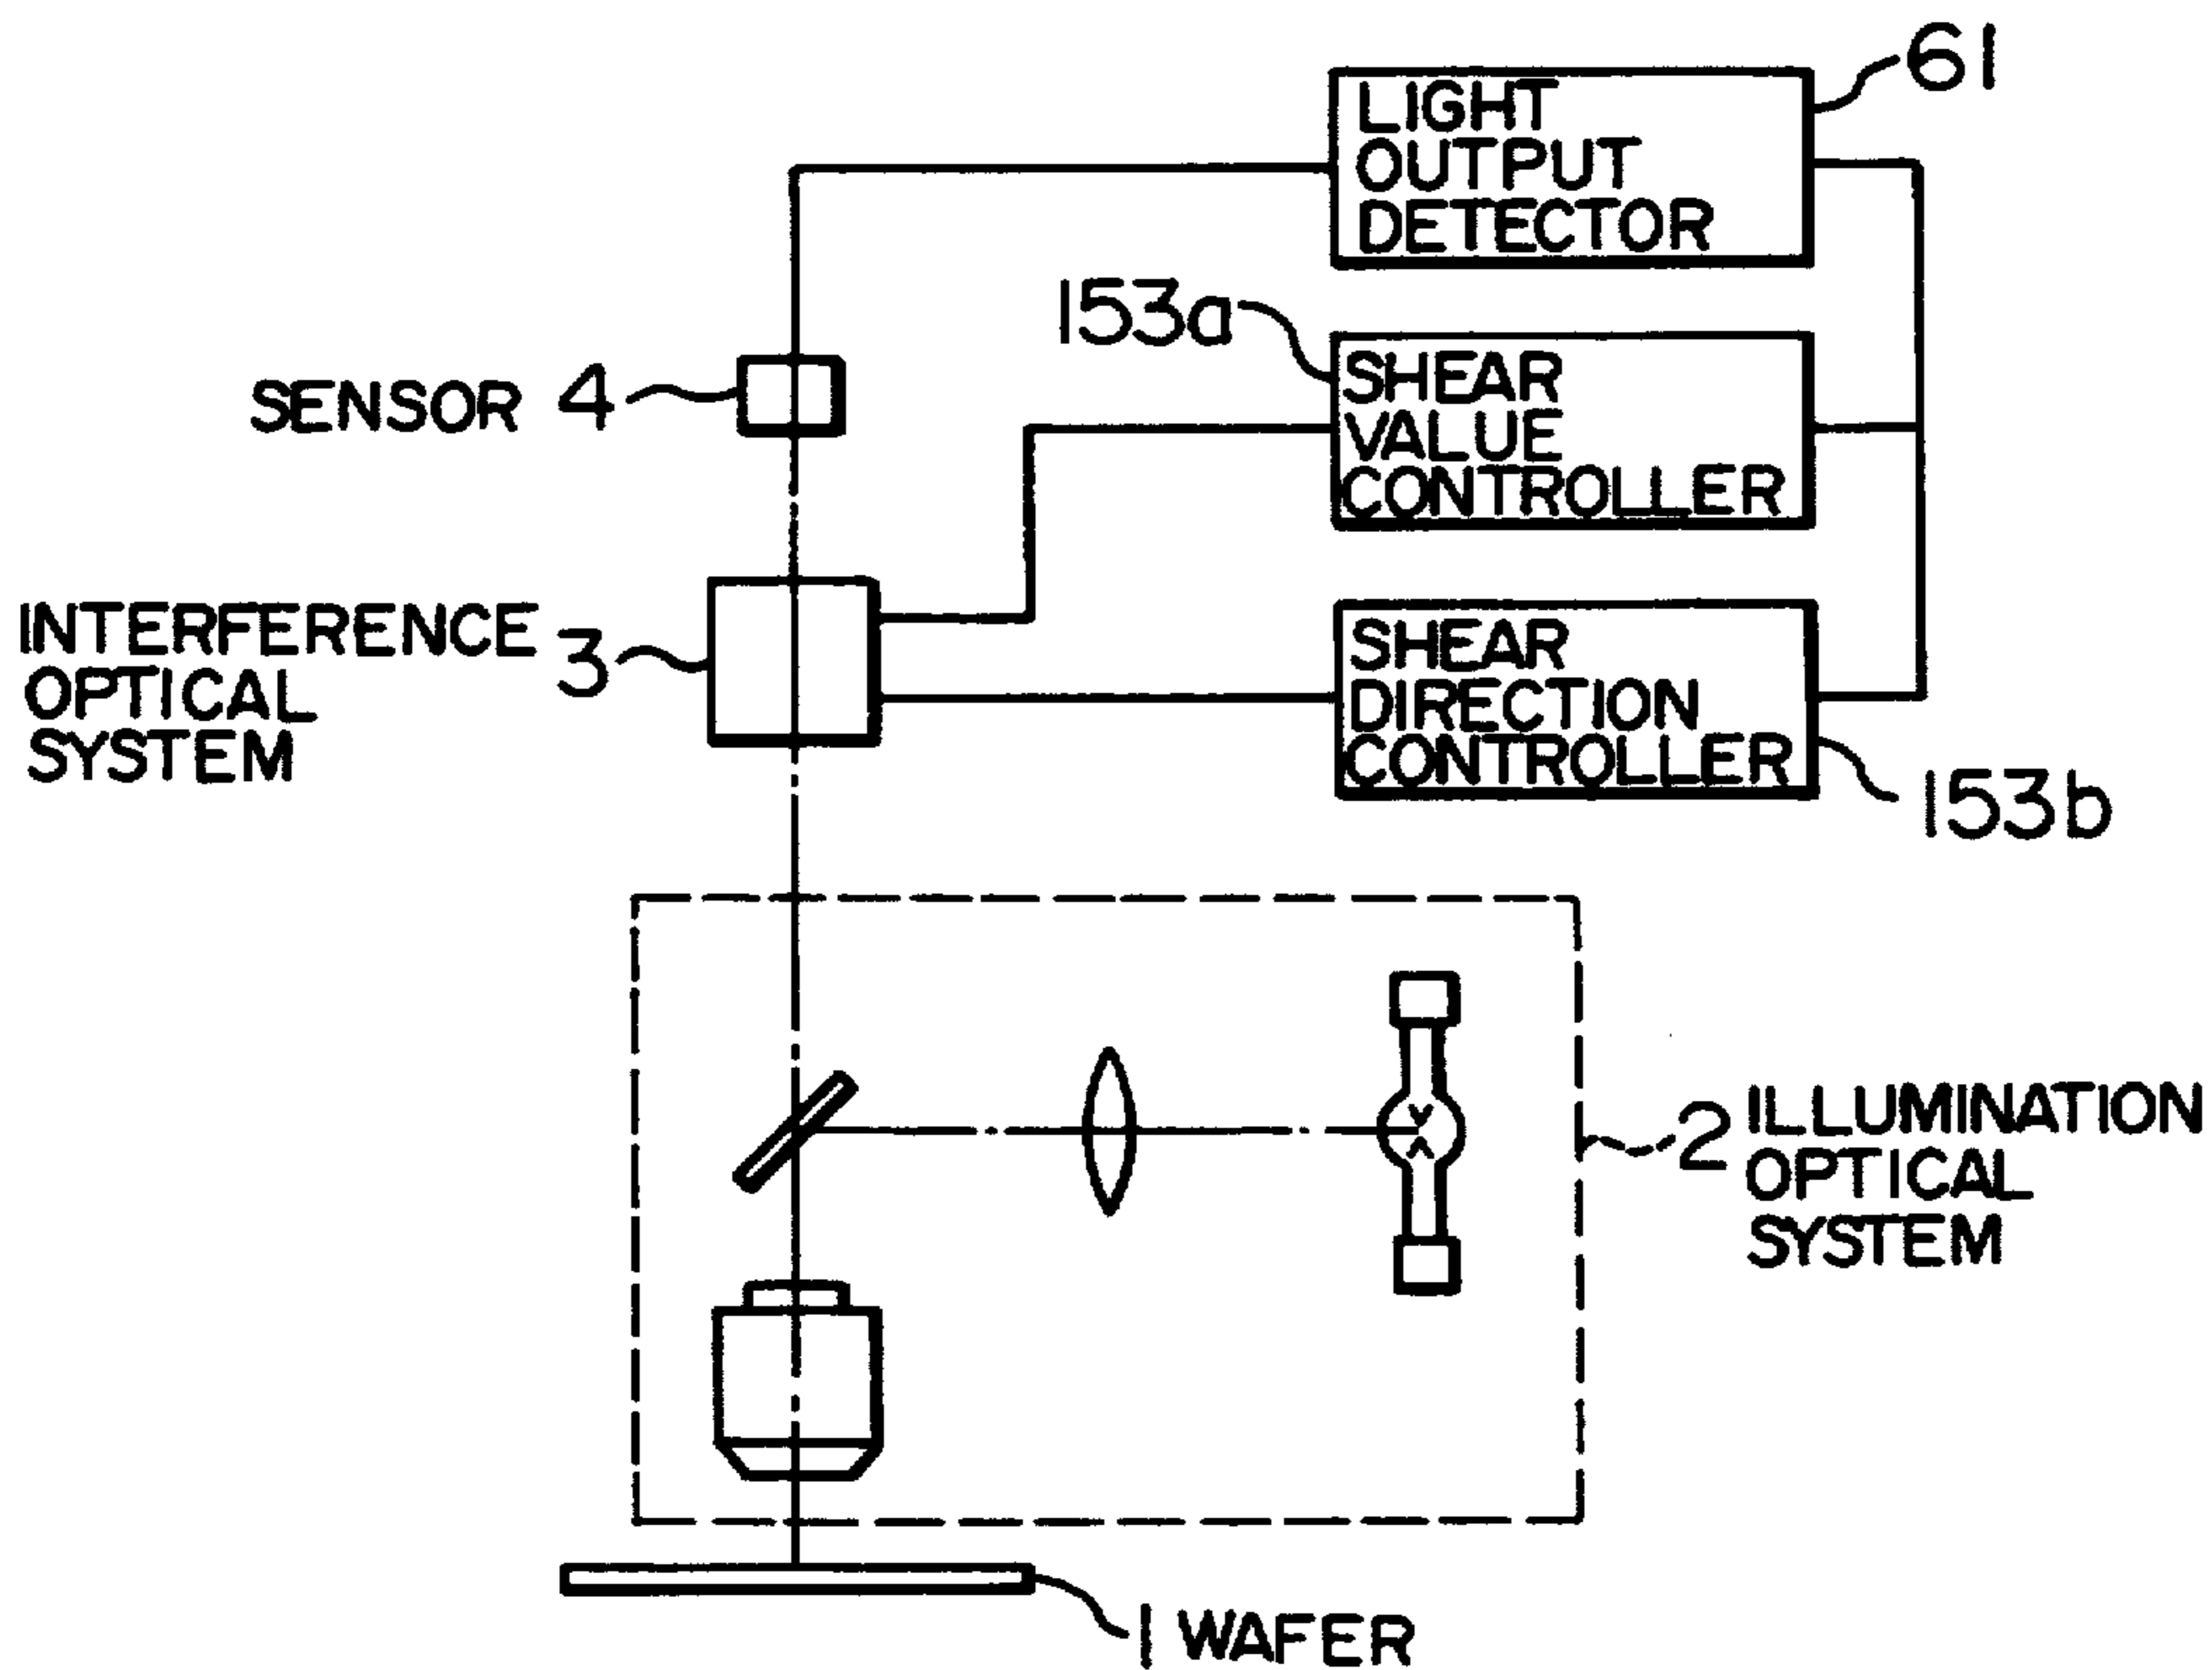 61
LIGHT
OUTPUT
DETECTOR
153a
SHEAR
VALUE
CONTROLLER
SENSOR 4
INTERFERENCE
OPTICAL
SYSTEM
3
SHEAR
DIRECTION
CONTROLLER
153b
2 ILLUMINATION
OPTICAL
SYSTEM
1 WAFER